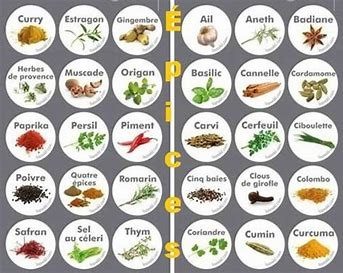 Épices
Curry
Estragon
Gingembre
Ail
Aneth
Badiane
Herbes
de provence
Muscade
Origan
Basilic
Cannelle
Cardamome
Paprika
Persil
Piment
Carvi
Cerfeuil
Ciboulette
Poivre
Quatre
épices
Romarin
Cinq baies
Clous
de girofle
Colombo
Safran
Sel
au céleri
Thym
Coriandre
Cumin
Curcuma